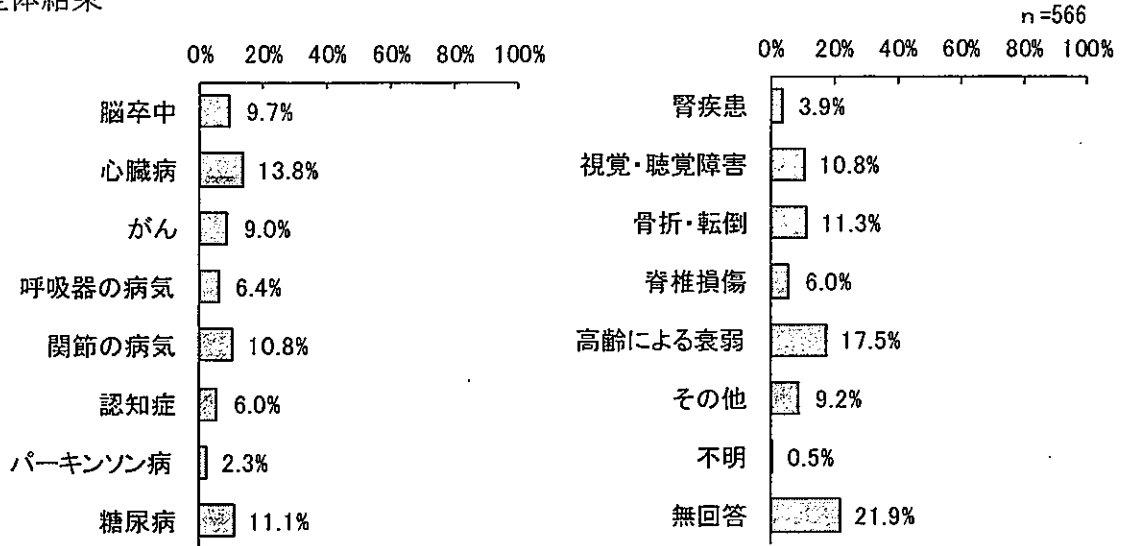 全体結果
n=566
0% 20% 40% 60% 80% 100%
脳卒中 9.7%
心臓病 13.8%
がん 9.0%
呼吸器の病気 6.4%
関節の病気 10.8%
認知症 6.0%
パーキンソン病 2.3%
糖尿病 11.1%
0% 20% 40% 60% 80% 100%
腎疾患 3.9%
視覚・聴覚障害 10.8%
骨折・転倒 11.3%
脊椎損傷 6.0%
高齢による衰弱 17.5%
その他 9.2%
不明 0.5%
無回答 21.9%